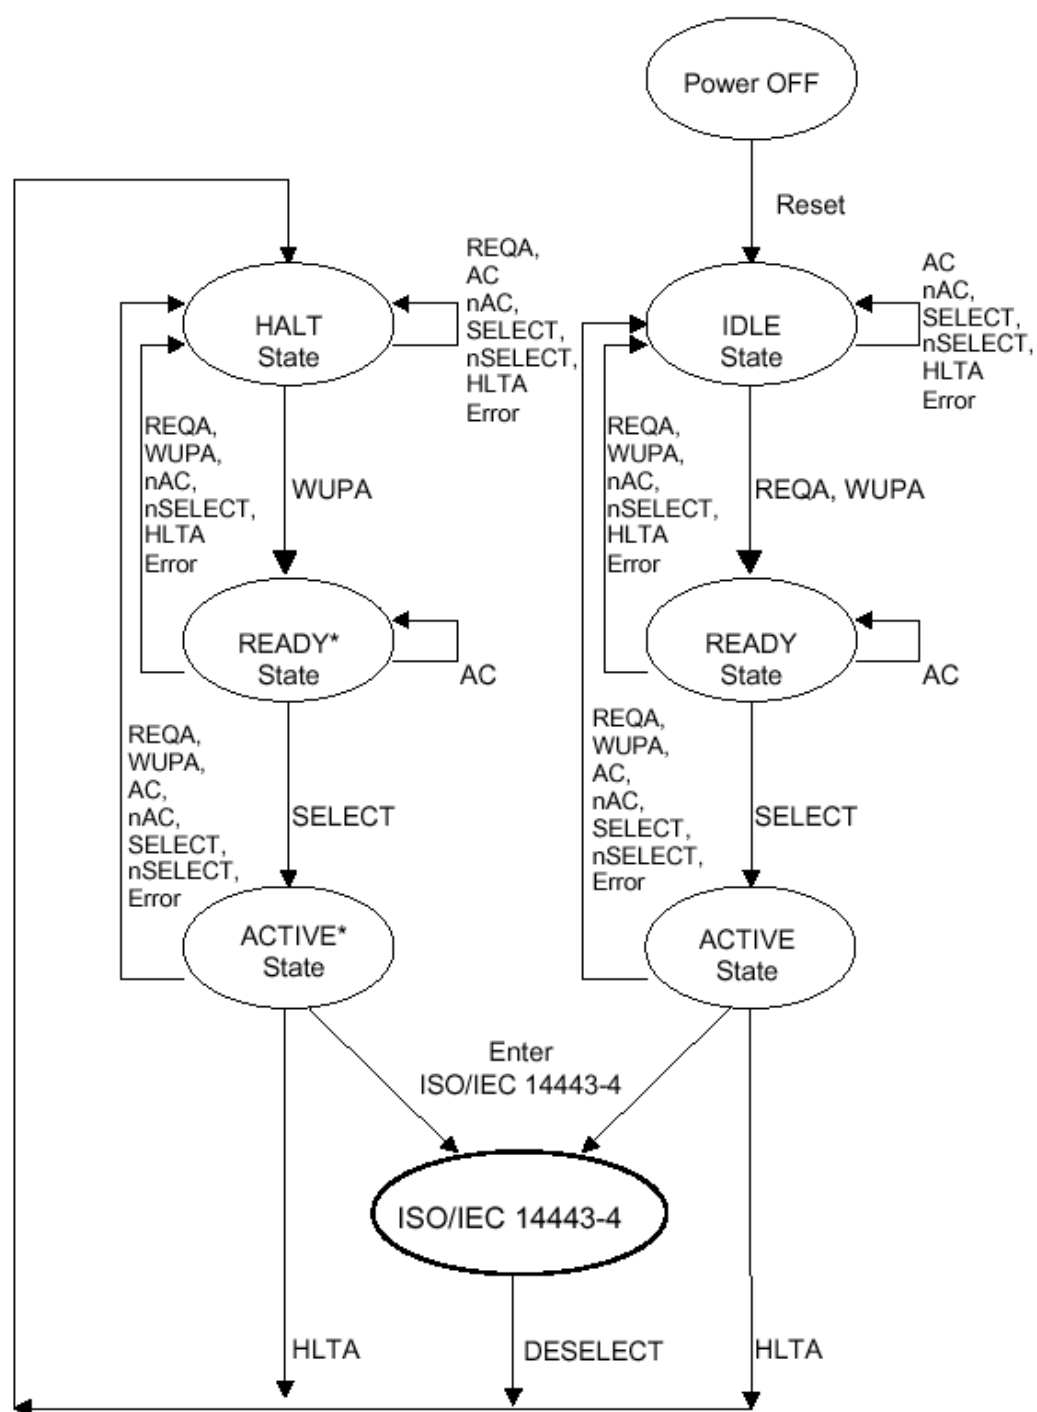 Power OFF
Reset
REQA,
AC
nAC,
SELECT,
nSELECT,
HLTA
Error
HALT
State
AC
nAC,
SELECT,
nSELECT,
HLTA
Error
IDLE
State
REQA,
WUPA,
nAC,
nSELECT,
HLTA
Error
WUPA
REQA,
WUPA,
nAC,
nSELECT,
HLTA
Error
REQA, WUPA
READY*
State
AC
READY
State
AC
REQA,
WUPA,
AC,
nAC,
SELECT,
nSELECT,
Error
SELECT
REQA,
WUPA,
AC,
nAC,
SELECT,
nSELECT,
Error
SELECT
ACTIVE*
State
ACTIVE
State
Enter
ISO/IEC 14443-4
ISO/IEC 14443-4
HLTA
DESELECT
HLTA